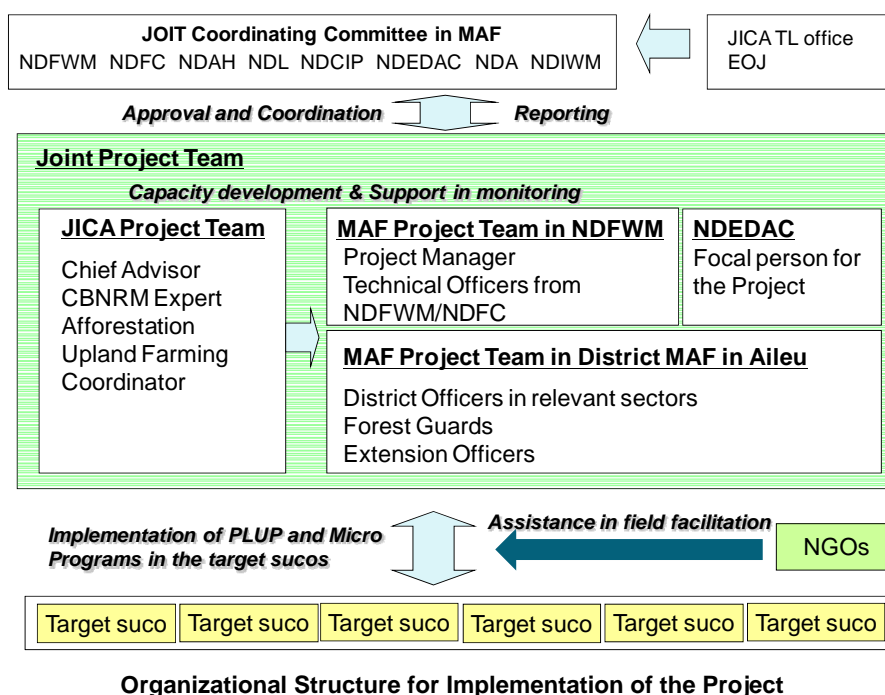 JOIT Coordinating Committee in MAF
NDFWM NDFC NDAH NDL NDCIP NDEDAC NDA NDIWM
JICA TL office
EOJ
Approval and Coordination
Reporting
Joint Project Team
Capacity development & Support in monitoring
JICA Project Team
Chief Advisor
CBNRM Expert
Afforestation
Upland Farming
Coordinator
MAF Project Team in NDFWM
Project Manager
Technical Officers from
NDFWM/NDFC
NDEDAC
Focal person for
the Project
MAF Project Team in District MAF in Aileu
District Officers in relevant sectors
Forest Guards
Extension Officers
Implementation of PLUP and Micro
Programs in the target sucos
Assistance in field facilitation
NGOs
Target suco Target suco Target suco Target suco Target suco Target suco
Organizational Structure for Implementation of the Project